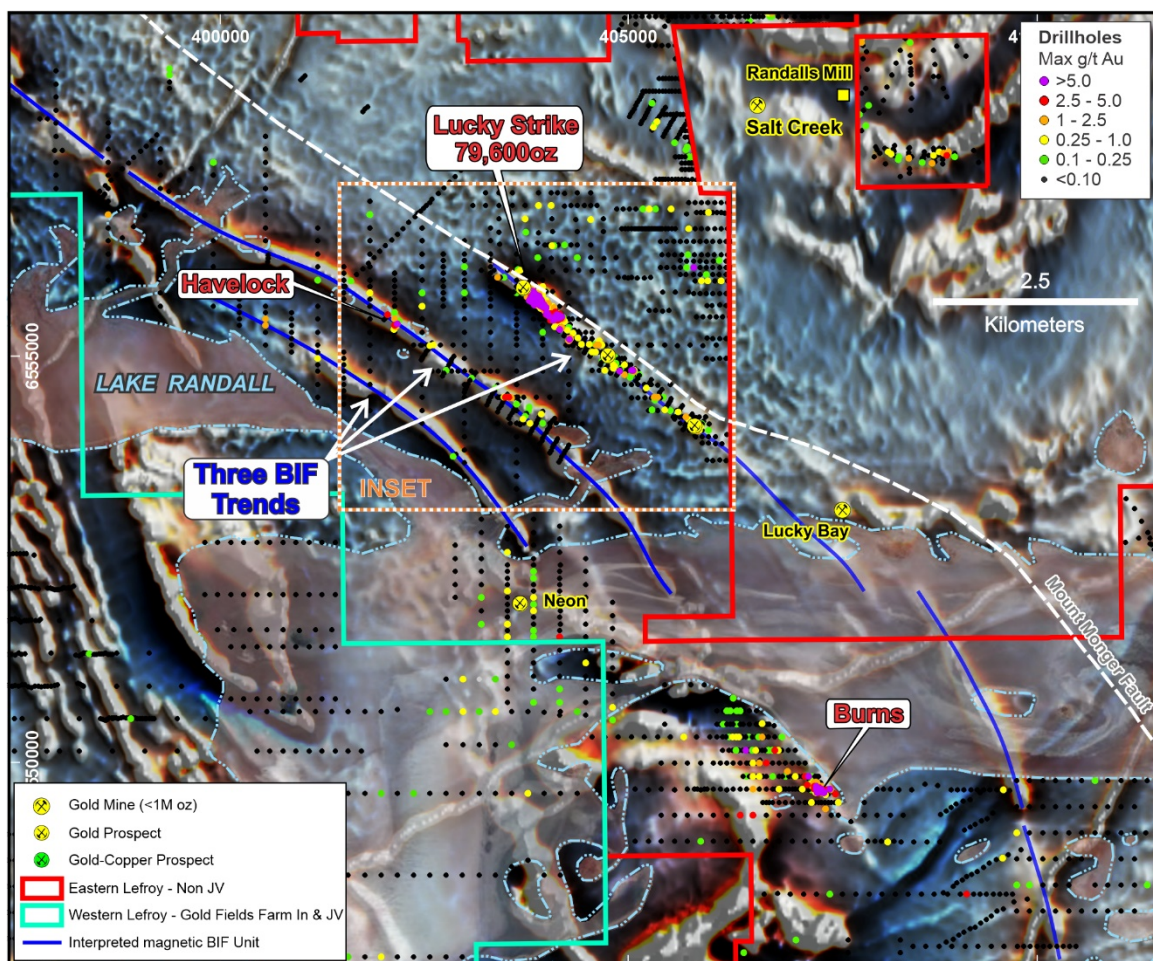 400000
405000
41
Drillholes
Max g/t Au
>5.0
2.5 - 5.0
1 - 2.5
0.25 - 1.0
0.1 - 0.25
<0.10
Randalls Mill
Salt Creek
Lucky Strike
79,600oz
2.5
Kilometers
Havelock
6555000
LAKE RANDALL
Three BIF
Trends
INSET
Lucky Bay
Neon
Mount Monger Fault
Burns
50000
Gold Mine (<1M oz)
Gold Prospect
Gold-Copper Prospect
Eastern Lefroy - Non JV
Western Lefroy - Gold Fields Farm In & JV
Interpreted magnetic BIF Unit